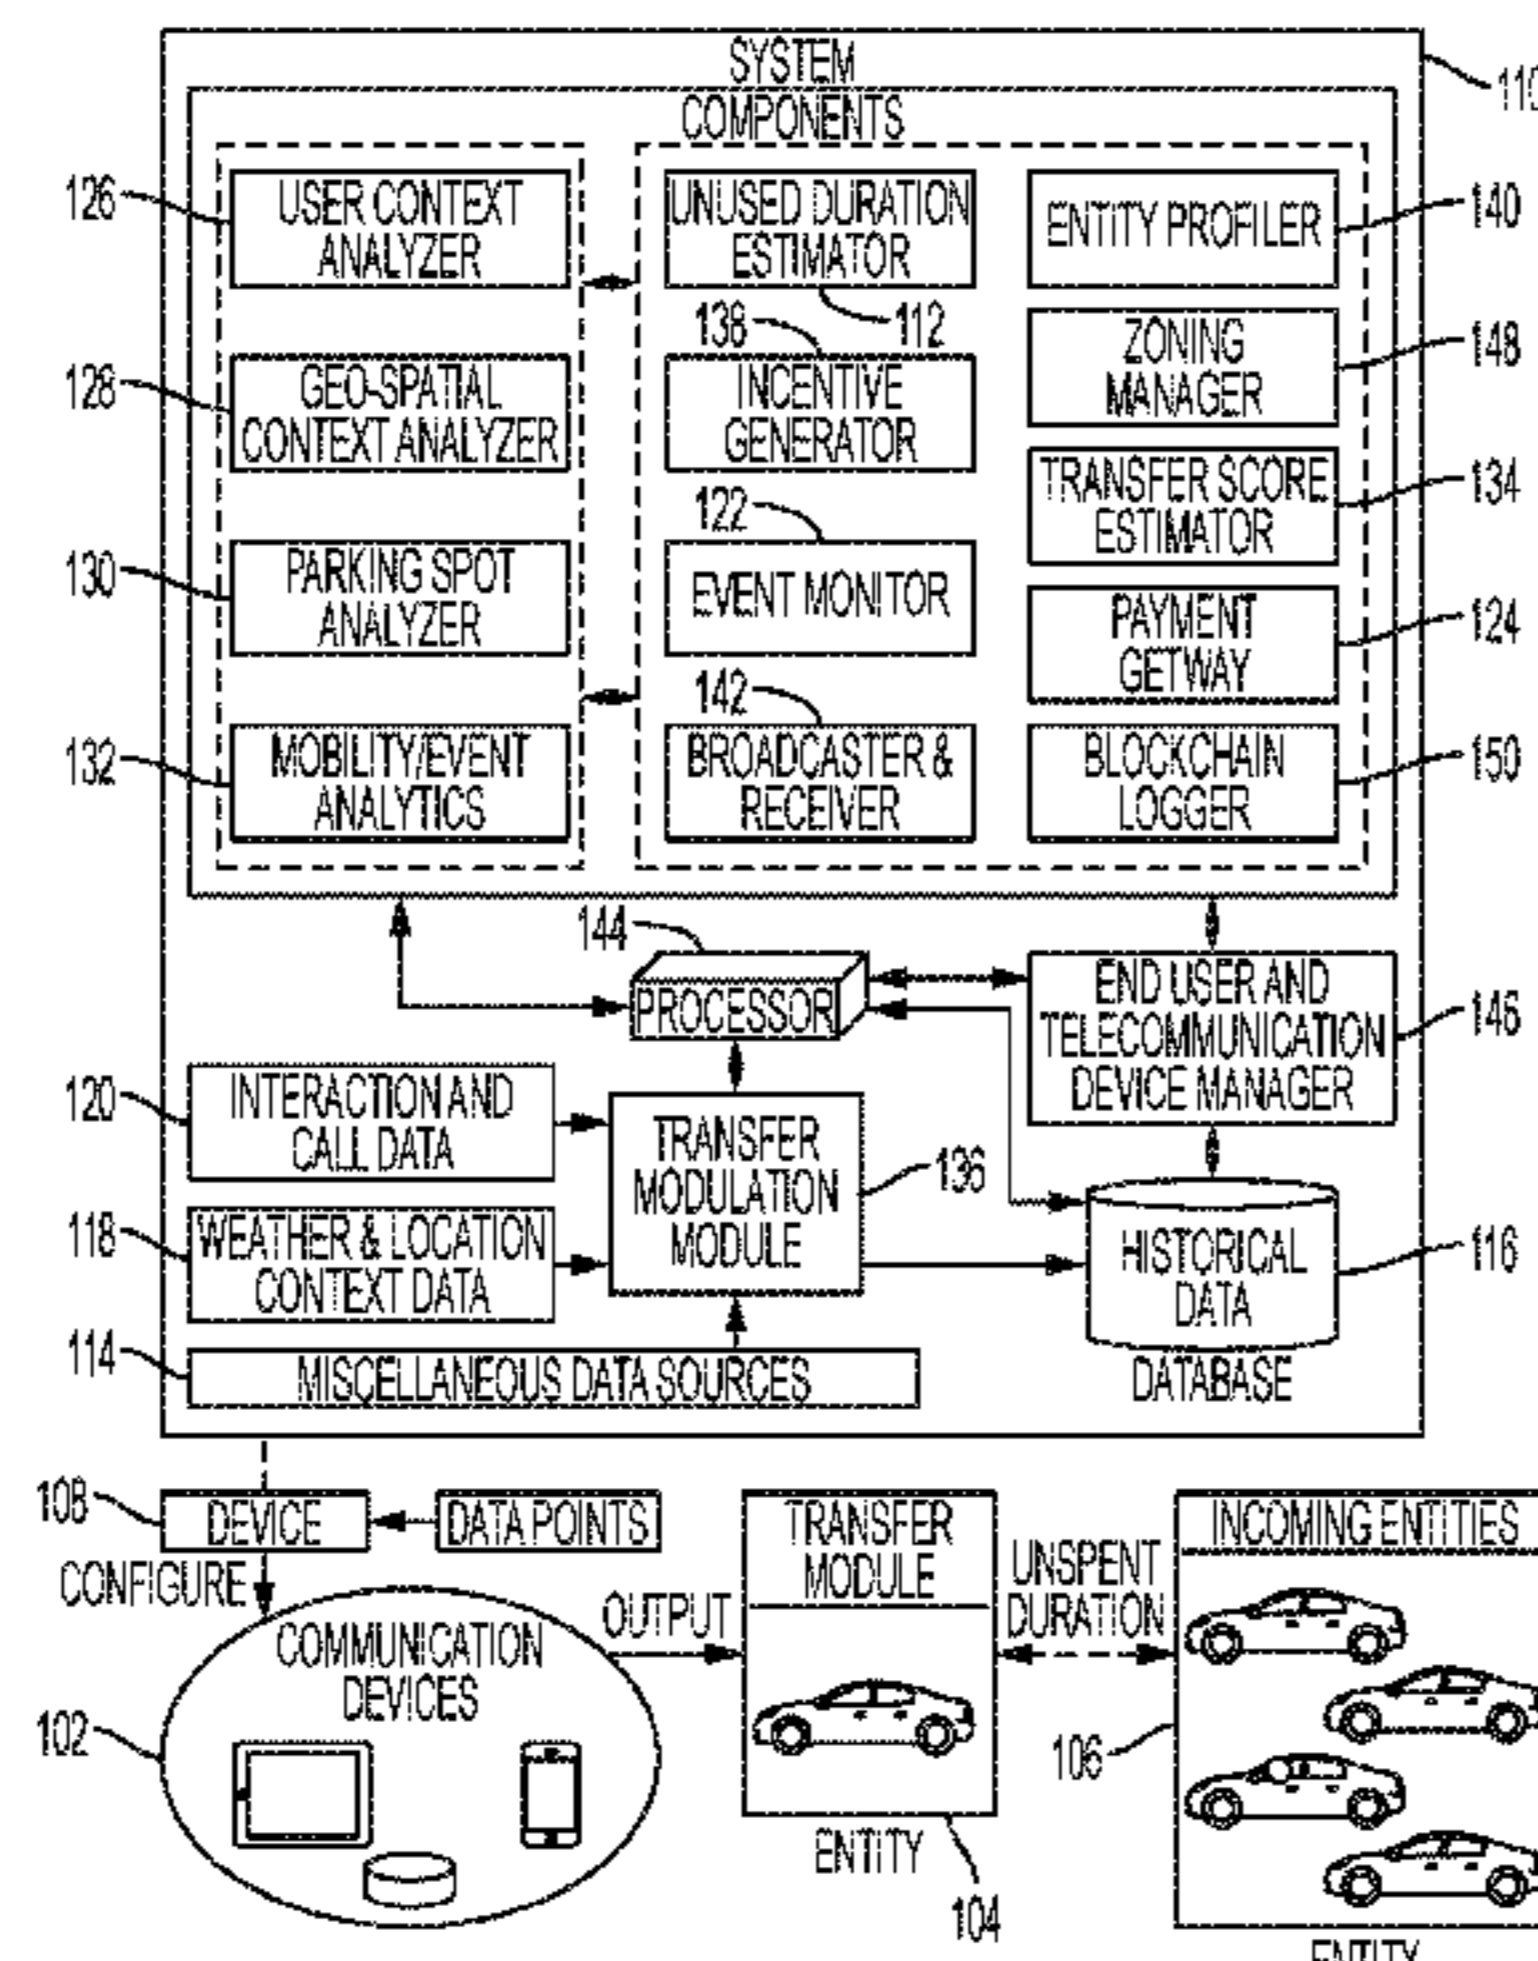 SYSTEM
110
COMPONENTS
126
USER CONTEXT
ANALYZER
UNUSED DURATION
ESTIMATOR
112
ENTITY PROFILER
140
128
GEO-SPATIAL
CONTEXT ANALYZER
138
INCENTIVE
GENERATOR
ZONING
MANAGER
148
TRANSFER SCORE
ESTIMATOR
134
130
PARKING SPOT
ANALYZER
122
EVENT MONITOR
PAYMENT
GETWAY
124
132
MOBILITY/EVENT
ANALYTICS
142
BROADCASTER &
RECEIVER
BLOCKCHAIN
LOGGER
150
144
PROCESSOR
END USER AND
TELECOMMUNICATION
DEVICE MANAGER
146
120
INTERACTION AND
CALL DATA
TRANSFER
MODULATION
MODULE
136
118
WEATHER & LOCATION
CONTEXT DATA
HISTORICAL
DATA
116
DATABASE
114
MISCELLANEOUS DATA SOURCES
108
DEVICE
DATA POINTS
CONFIGURE
COMMUNICATION
DEVICES
102
OUTPUT
TRANSFER
MODULE
ENTITY
104
UNSPENT
DURATION
INCOMING ENTITIES
106
ENTITY